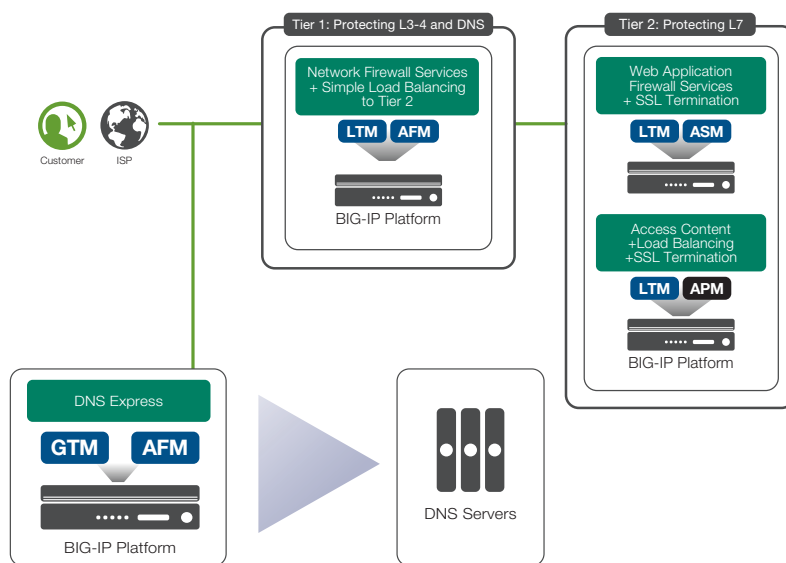 Tier 1: Protecting L3-4 and DNS
Network Firewall Services
+ Simple Load Balancing
to Tier 2
LTM AFM
BIG-IP Platform
Tier 2: Protecting L7
Web Application
Firewall Services
+ SSL Termination
LTM ASM
Access Content
+Load Balancing
+SSL Termination
LTM APM
BIG-IP Platform
Customer
ISP
DNS Express
GTM AFM
BIG-IP Platform
DNS Servers